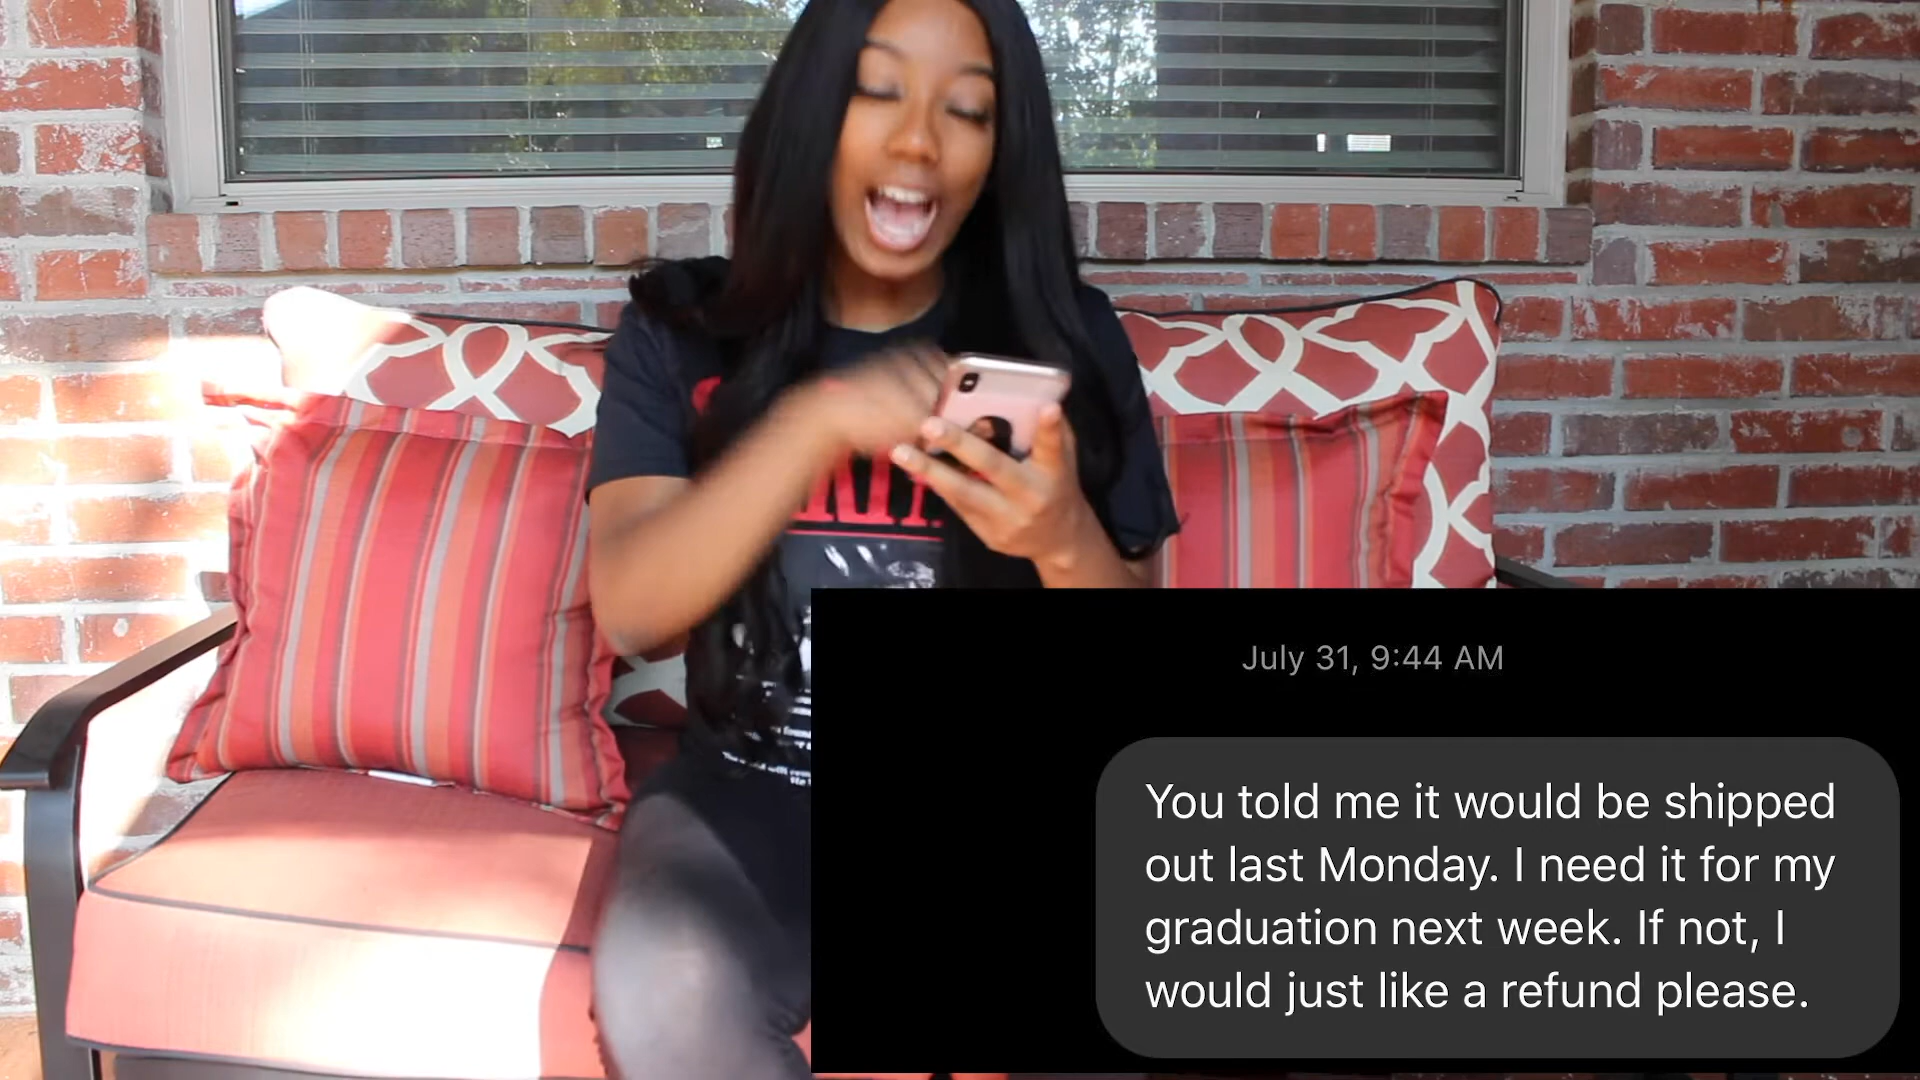 July 31, 9:44 AM
You told me it would be shipped
out last Monday. I need it for my
graduation next week. If not, I
would just like a refund please.